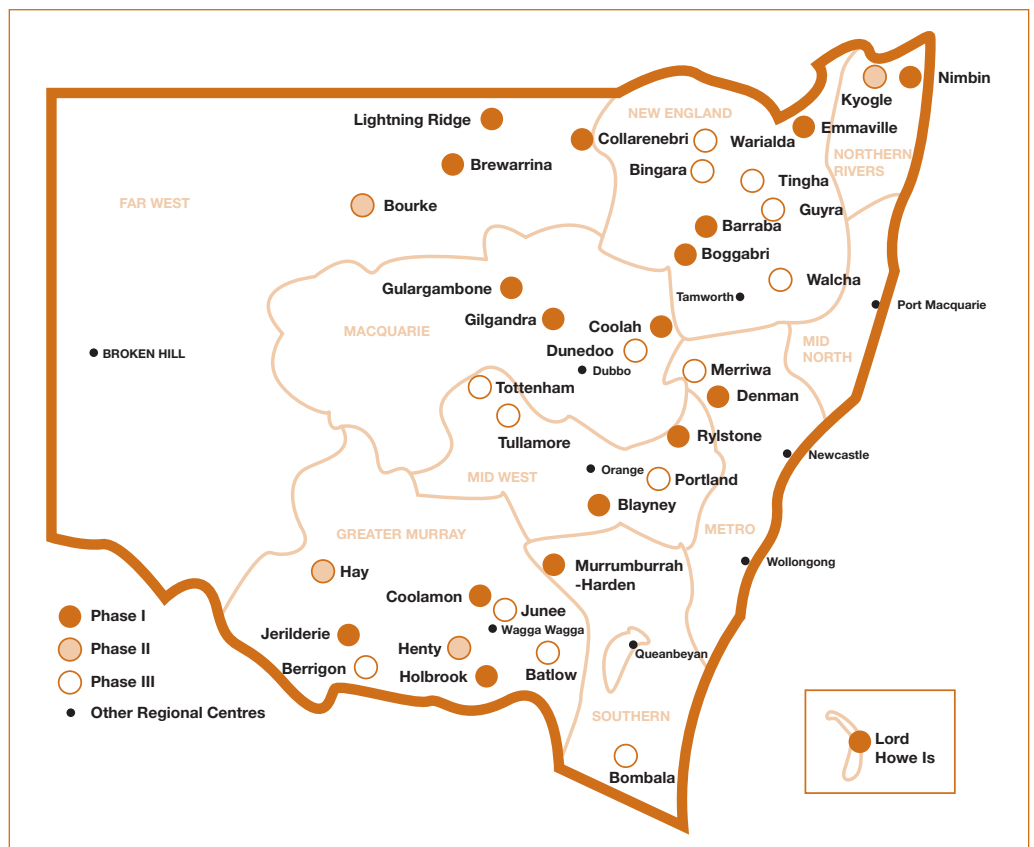 Nimbin
Kyogle
Lightning Ridge
NEW ENGLAND
Emmaville
Collarenebri
Warialda
NORTHERN
RIVERS
Brewarrina
Bingara
Tingha
FAR WEST
Bourke
Guyra
Barraba
Boggabri
Walcha
Gulargambone
Tamworth
Port Macquarie
Gilgandra
Coolah
MACQUARIE
MID
NORTH
BROKEN HILL
Dunedoo
Dubbo
Merriwa
Tottenham
Denman
Tullamore
Rylstone
Newcastle
MID WEST
Orange
Portland
Blayney
METRO
GREATER MURRAY
Wollongong
Hay
Murrumburrah
-Harden
Coolamon
Junee
Phase I
Jerilderie
Wagga Wagga
Phase II
Henty
Queanbeyan
Berrigon
Holbrook
Batlow
Phase III
Other Regional Centres
SOUTHERN
Lord
Howe Is
Bombala